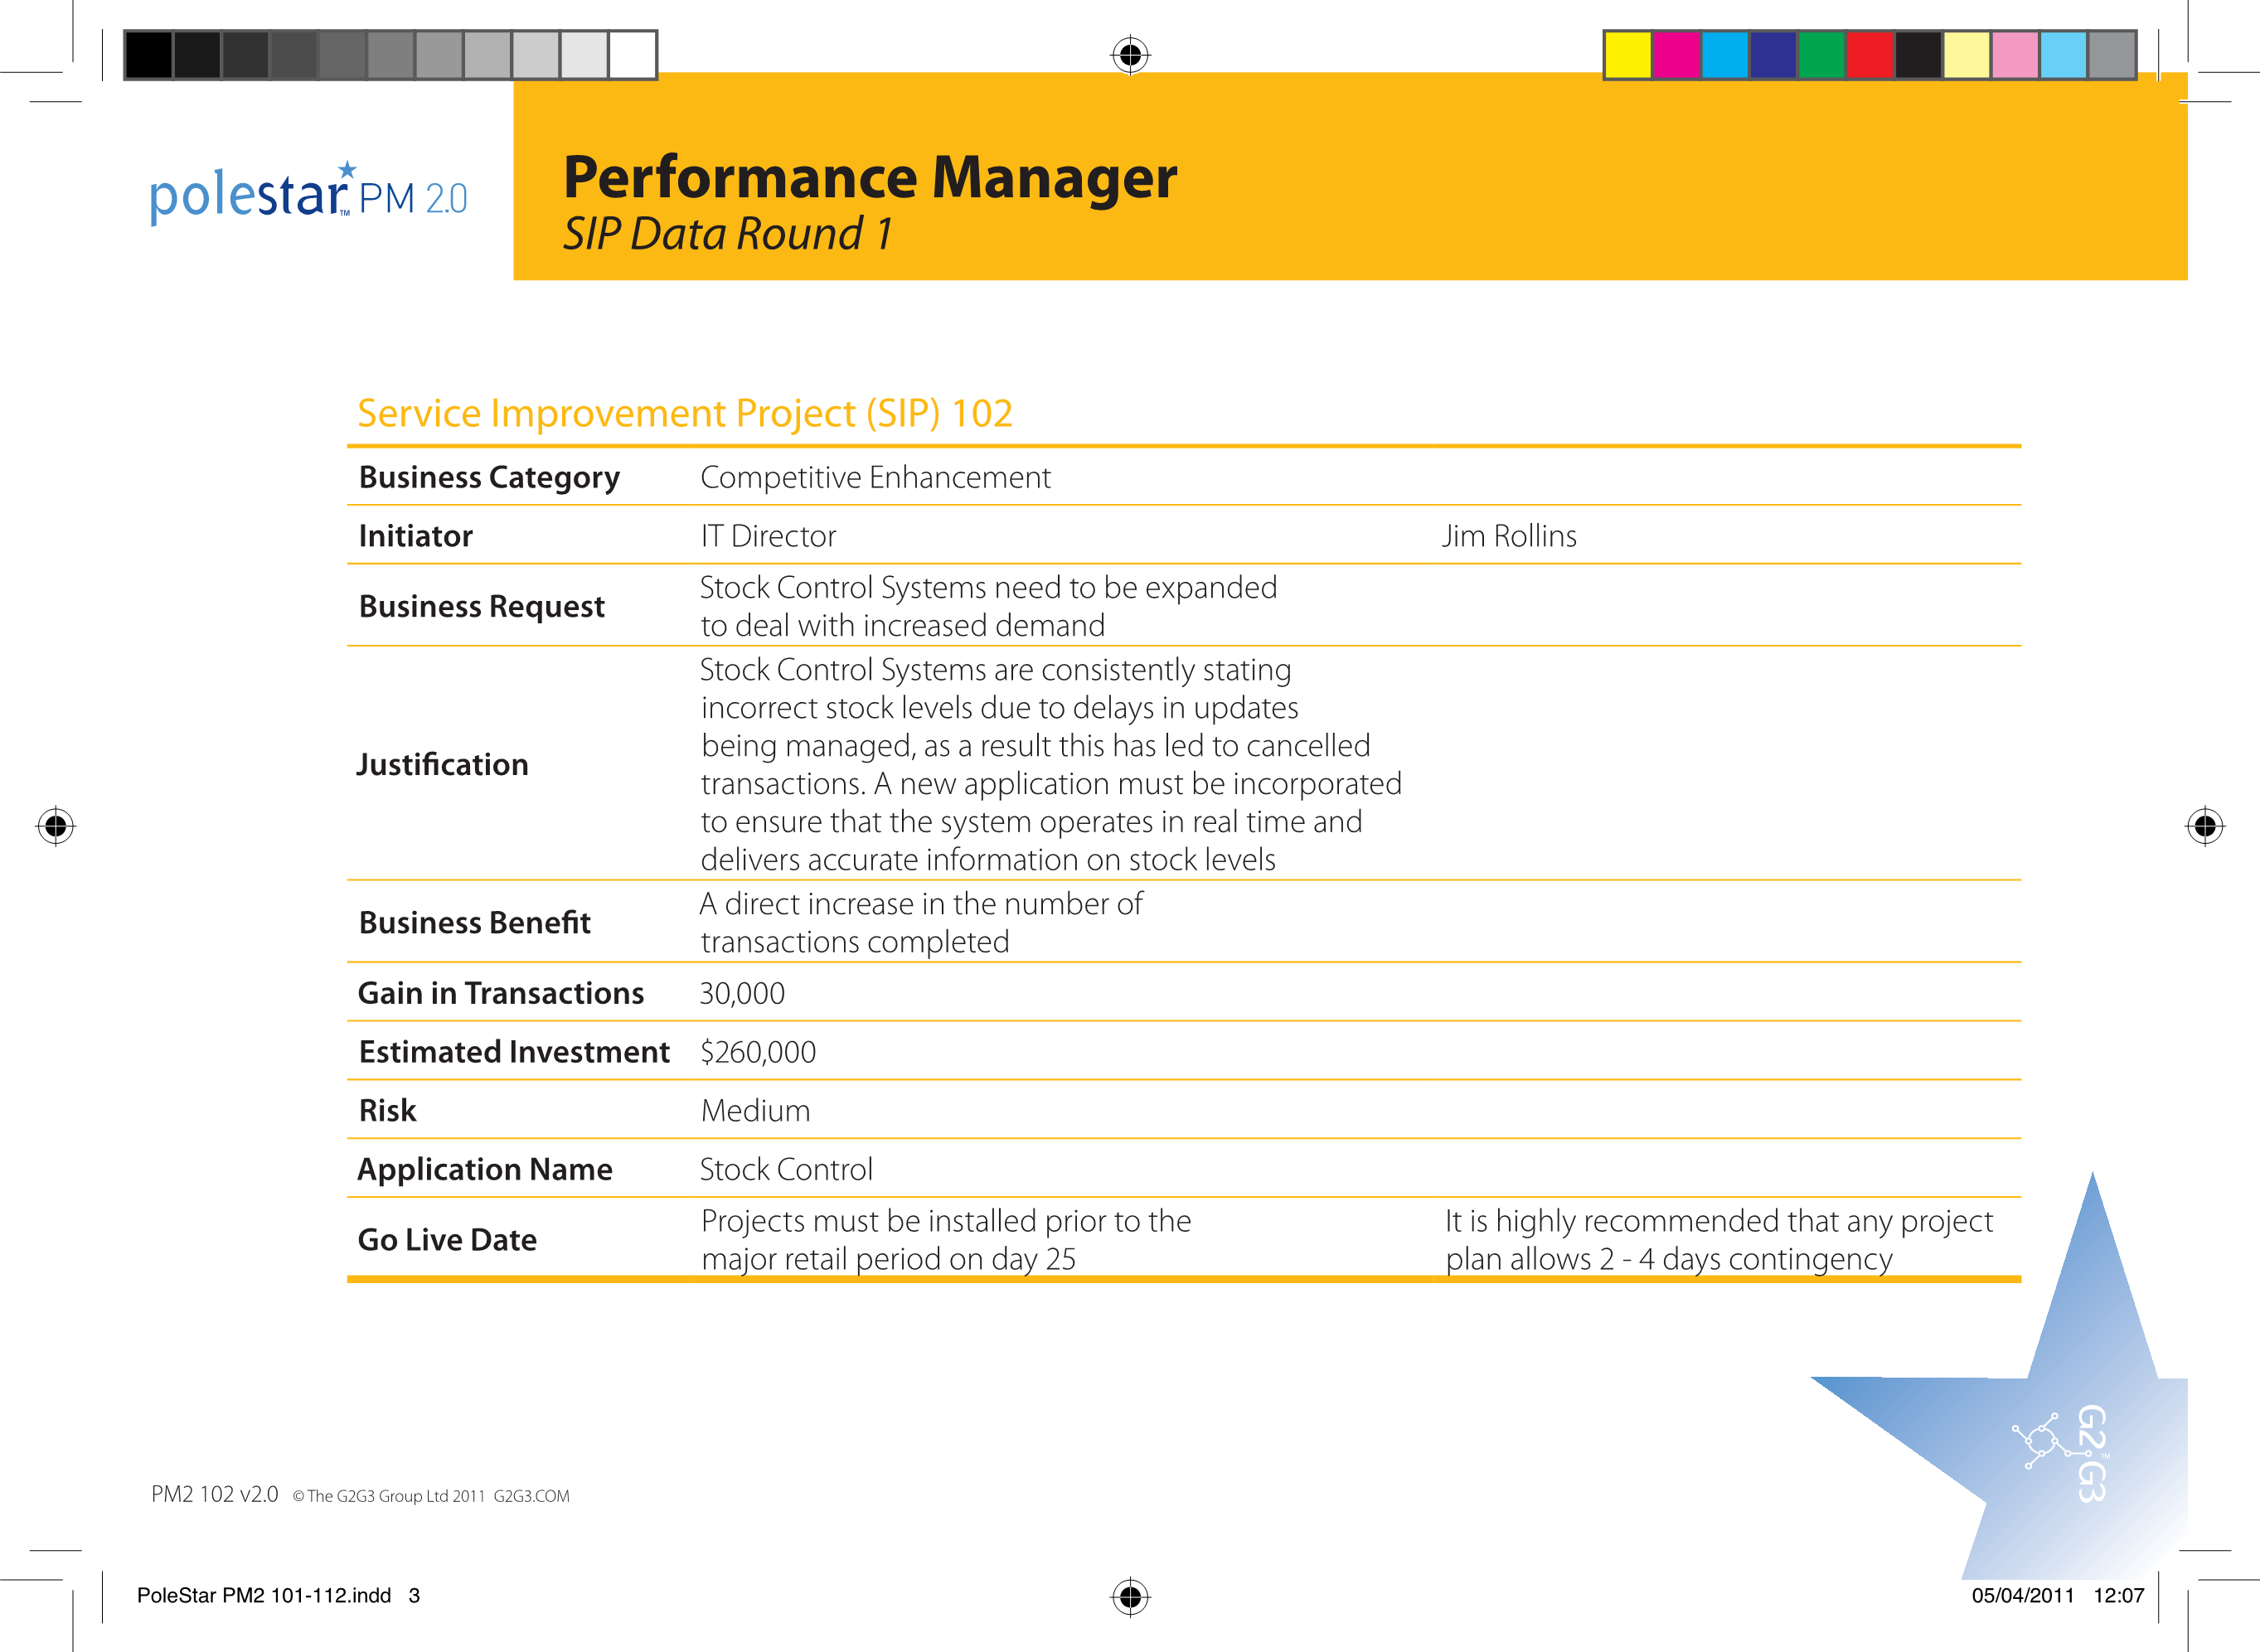 polestar™ PM 2.0
Performance Manager
SIP Data Round 1
Service Improvement Project (SIP) 102
Business Category Competitive Enhancement
Initiator IT Director Jim Rollins
Business Request Stock Control Systems need to be expanded
to deal with increased demand
Justification Stock Control Systems are consistently stating
incorrect stock levels due to delays in updates
being managed, as a result this has led to cancelled
transactions. A new application must be incorporated
to ensure that the system operates in real time and
delivers accurate information on stock levels
Business Benefit A direct increase in the number of
transactions completed
Gain in Transactions 30,000
Estimated Investment $260,000
Risk Medium
Application Name Stock Control
Go Live Date Projects must be installed prior to the It is highly recommended that any project
major retail period on day 25 plan allows 2 - 4 days contingency
G2G3™
PM2 102 v2.0 © The G2G3 Group Ltd 2011 G2G3.COM
PoleStar PM2 101-112.indd 3 05/04/2011 12:07